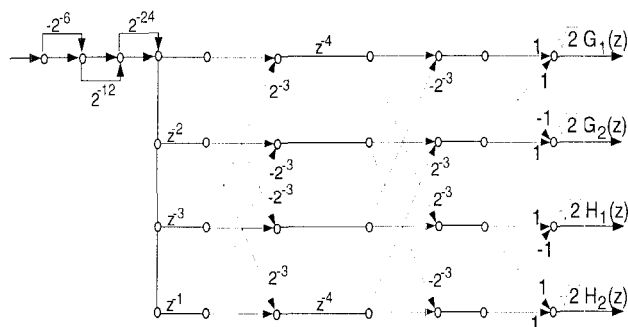 -2^-6 2^-24
2^-12
z^-4 1 2 G_1(z)
2^-3 -2^-3 1
z^-2 -1 2 G_2(z)
-2^-3 2^-3 1
-2^-3 2^-3
z^-3 1 2 H_1(z)
-1
2^-3 -2^-3
z^-1 z^-4 1 2 H_2(z)
1